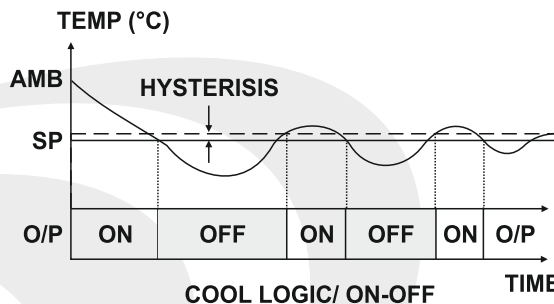 TEMP (°C)
AMB
HYSTERISIS
SP
O/P ON OFF ON OFF ON O/P
TIME
COOL LOGIC/ ON-OFF